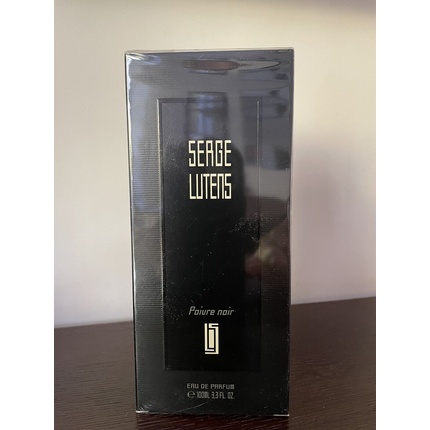 SERGE
LUTENS
Poivre noir
EAU DE PARFUM
℮ 100ML 3.3 FL. OZ.